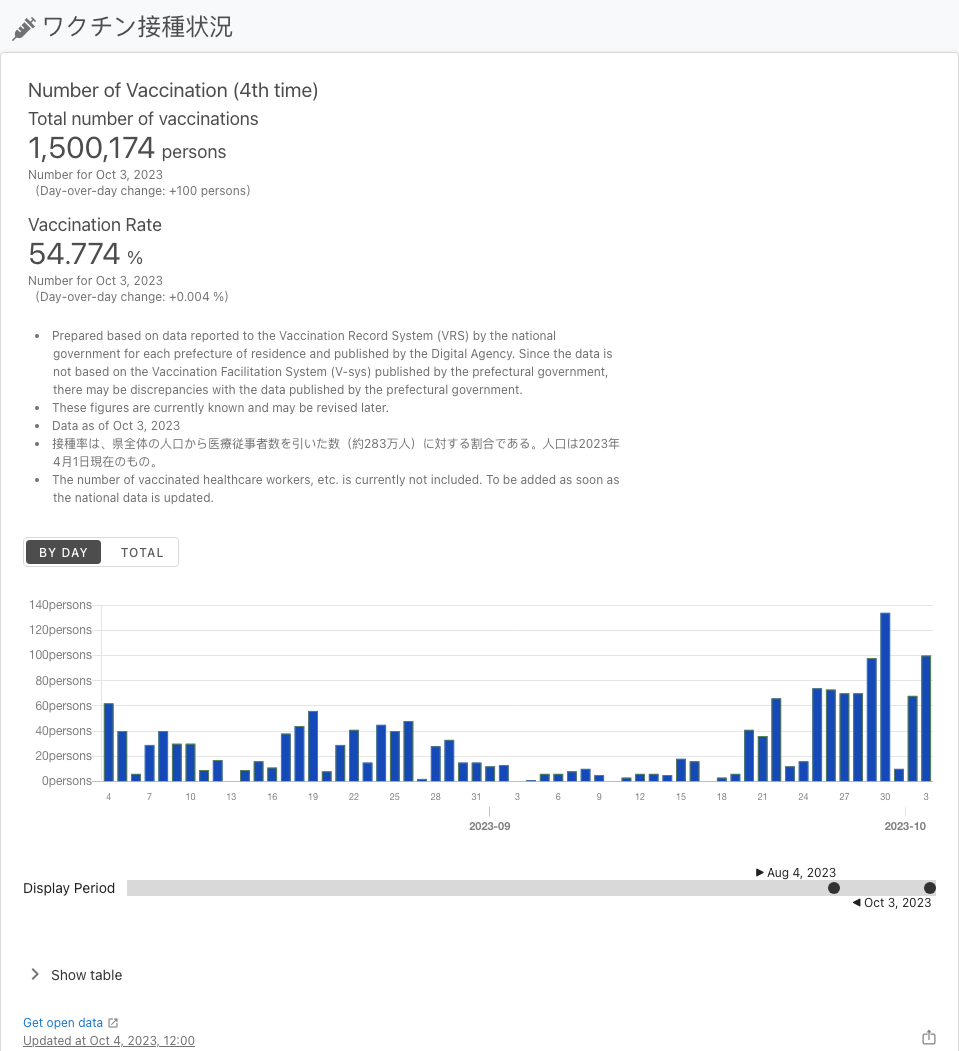 ワクチン接種状況
Number of Vaccination (4th time)
Total number of vaccinations
1,500,174 persons
Number for Oct 3, 2023
(Day-over-day change: +100 persons)
Vaccination Rate
54.774 %
Number for Oct 3, 2023
(Day-over-day change: +0.004 %)
• Prepared based on data reported to the Vaccination Record System (VRS) by the national
government for each prefecture of residence and published by the Digital Agency. Since the data is
not based on the Vaccination Facilitation System (V-sys) published by the prefectural government,
there may be discrepancies with the data published by the prefectural government.
• These figures are currently known and may be revised later.
• Data as of Oct 3, 2023
• 接種率は、県全体の人口から医療従事者数を引いた数（約283万人）に対する割合である。人口は2023年
4月1日現在のもの。
• The number of vaccinated healthcare workers, etc. is currently not included. To be added as soon as
the national data is updated.
BY DAY TOTAL
140persons
120persons
100persons
80persons
60persons
40persons
20persons
0persons
4 7 10 13 16 19 22 25 28 31 3 6 9 12 15 18 21 24 27 30 3
2023-09 2023-10
Aug 4, 2023
Display Period
Oct 3, 2023
Show table
Get open data
Updated at Oct 4, 2023, 12:00